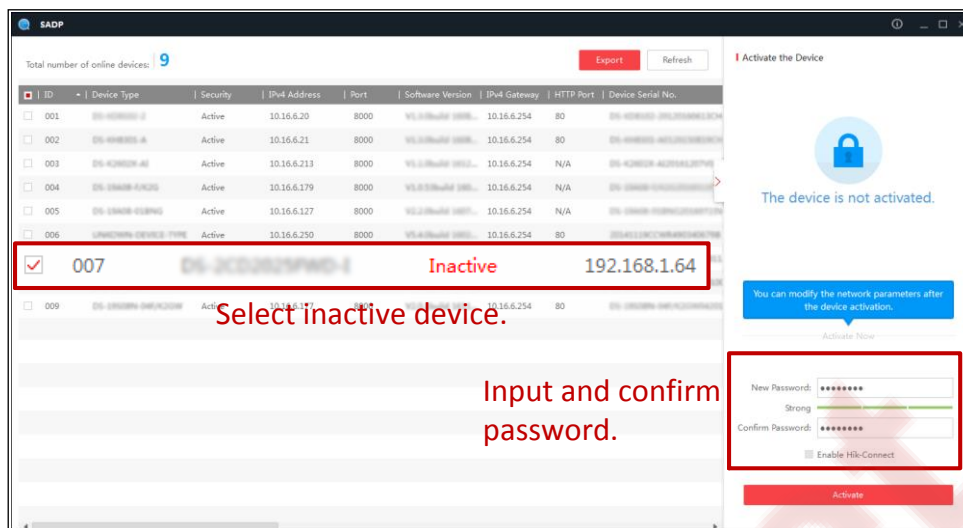 SADP
Total number of online devices: 9
Export
Refresh
ID
Device Type
Security
IPv4 Address
Port
Software Version
IPv4 Gateway
HTTP Port
Device Serial No.
001 Active 10.16.6.20 8000 10.16.6.254 80
002 Active 10.16.6.21 8000 10.16.6.254 80
003 Active 10.16.6.213 8000 10.16.6.254 N/A
004 Active 10.16.6.179 8000 10.16.6.254 N/A
005 Active 10.16.6.127 8000 10.16.6.254 N/A
006 Active 10.16.6.250 8000 10.16.6.254 80
007 Inactive 192.168.1.64
009 8000 10.16.6.254 80
Select inactive device.
Input and confirm
password.
Activate the Device
The device is not activated.
You can modify the network parameters after
the device activation.
Activate Now
New Password:
Strong
Confirm Password:
Enable Hik-Connect
Activate